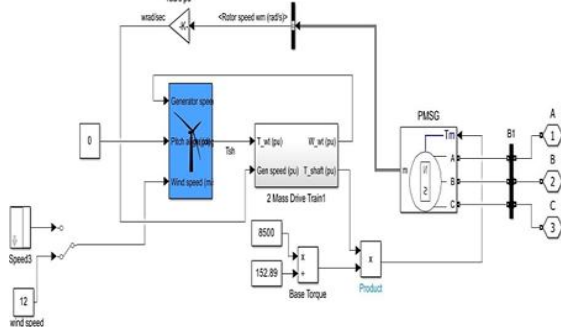 wrad/sec
<Rotor speed wm (rad/s)>
-K-
Generator speed
Pitch angle
Wind speed (m
Tsh
0
T_wt (pu)
W_wt (pu)
Gen speed (pu)
T_shaft (pu)
2 Mass Drive Train1
PMSG
Tm
m
A
B
C
N
S
B1
A
1
B
2
C
3
Speed3
12
wind speed
8500
152.89
x
÷
Base Torque
x
Product